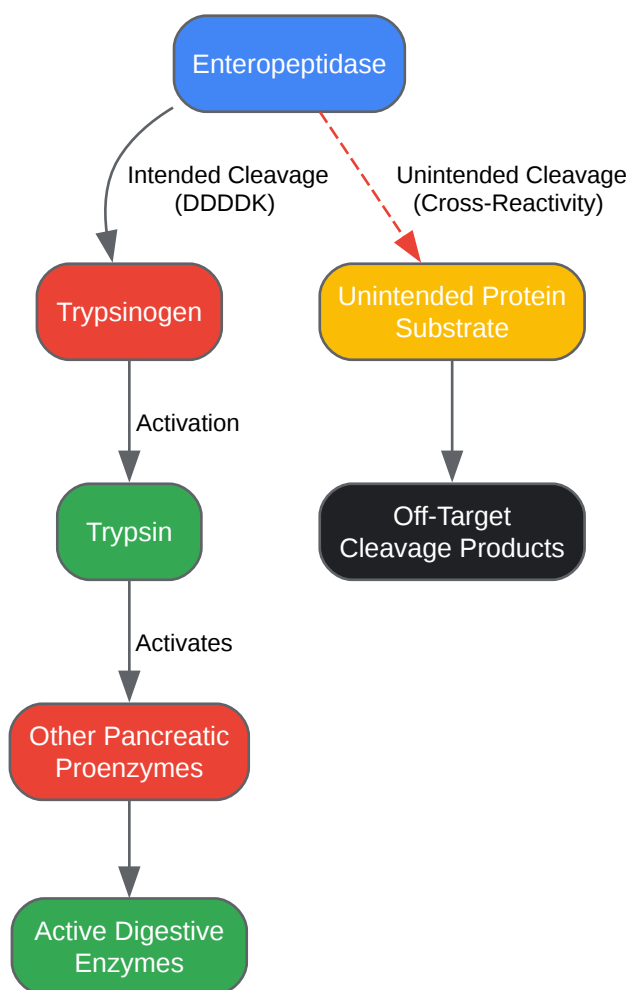 Enteropeptidase
Intended Cleavage
(DDDDK)
Unintended Cleavage
(Cross-Reactivity)
Trypsinogen
Unintended Protein
Substrate
Activation
Trypsin
Off-Target
Cleavage Products
Activates
Other Pancreatic
Proenzymes
Active Digestive
Enzymes